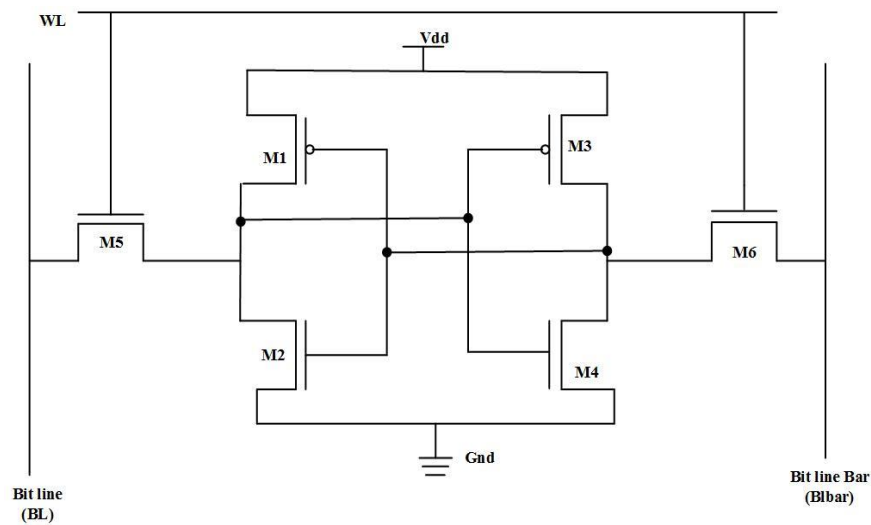 WL
Vdd
M1
M3
M5
M6
M2
M4
Gnd
Bit line
(BL)
Bit line Bar
(Blbar)